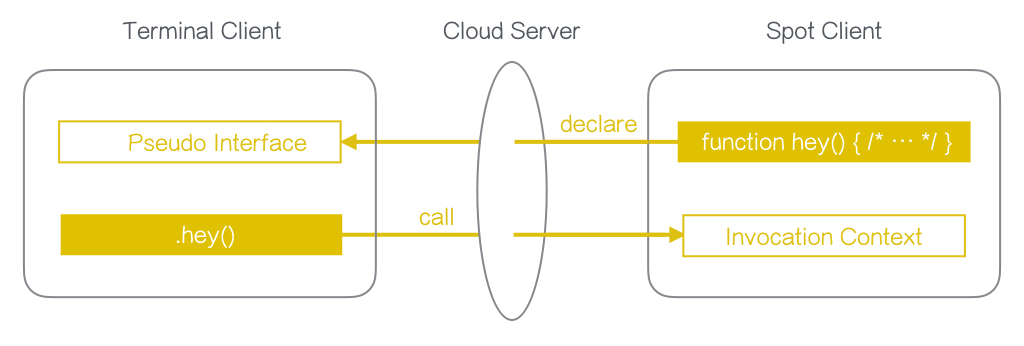 Terminal Client
Cloud Server
Spot Client
Pseudo Interface
declare
function hey() { /* ··· */ }
.hey()
call
Invocation Context